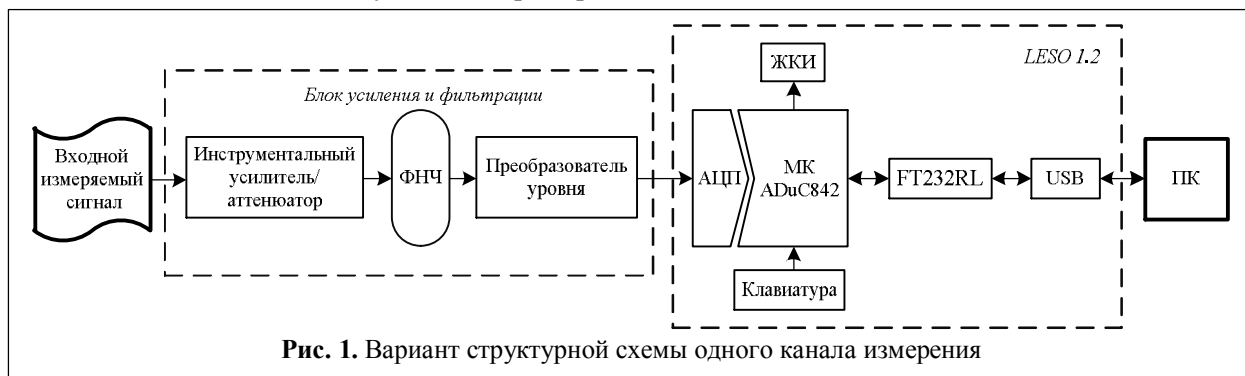 Блок усиления и фильтрации
LESO 1.2
Входной
измеряемый
сигнал
Инструментальный
усилитель/
аттенюатор
ФНЧ
Преобразователь
уровня
АЦП
ЖКИ
МК
ADuC842
Клавиатура
FT232RL
USB
ПК
Рис. 1. Вариант структурной схемы одного канала измерения